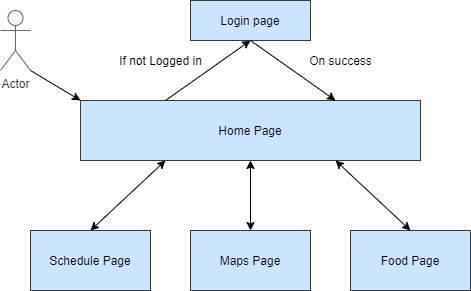 Login page
If not Logged in
On success
Actor
Home Page
Schedule Page
Maps Page
Food Page